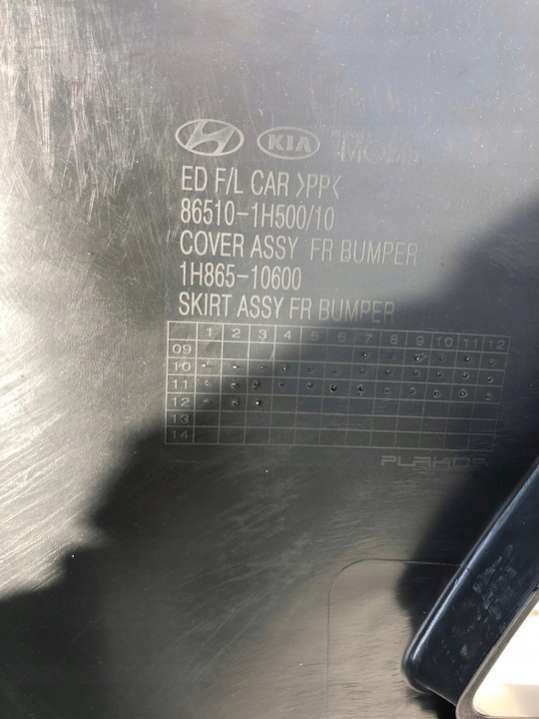 KIA
ED F/L CAR >PP<
86510-1H500/10
COVER ASSY FR BUMPER
1H865-10600
SKIRT ASSY FR BUMPER
1 2 3 4 5 6 7 8 9 10 11 12
09
10
11
12
13
14